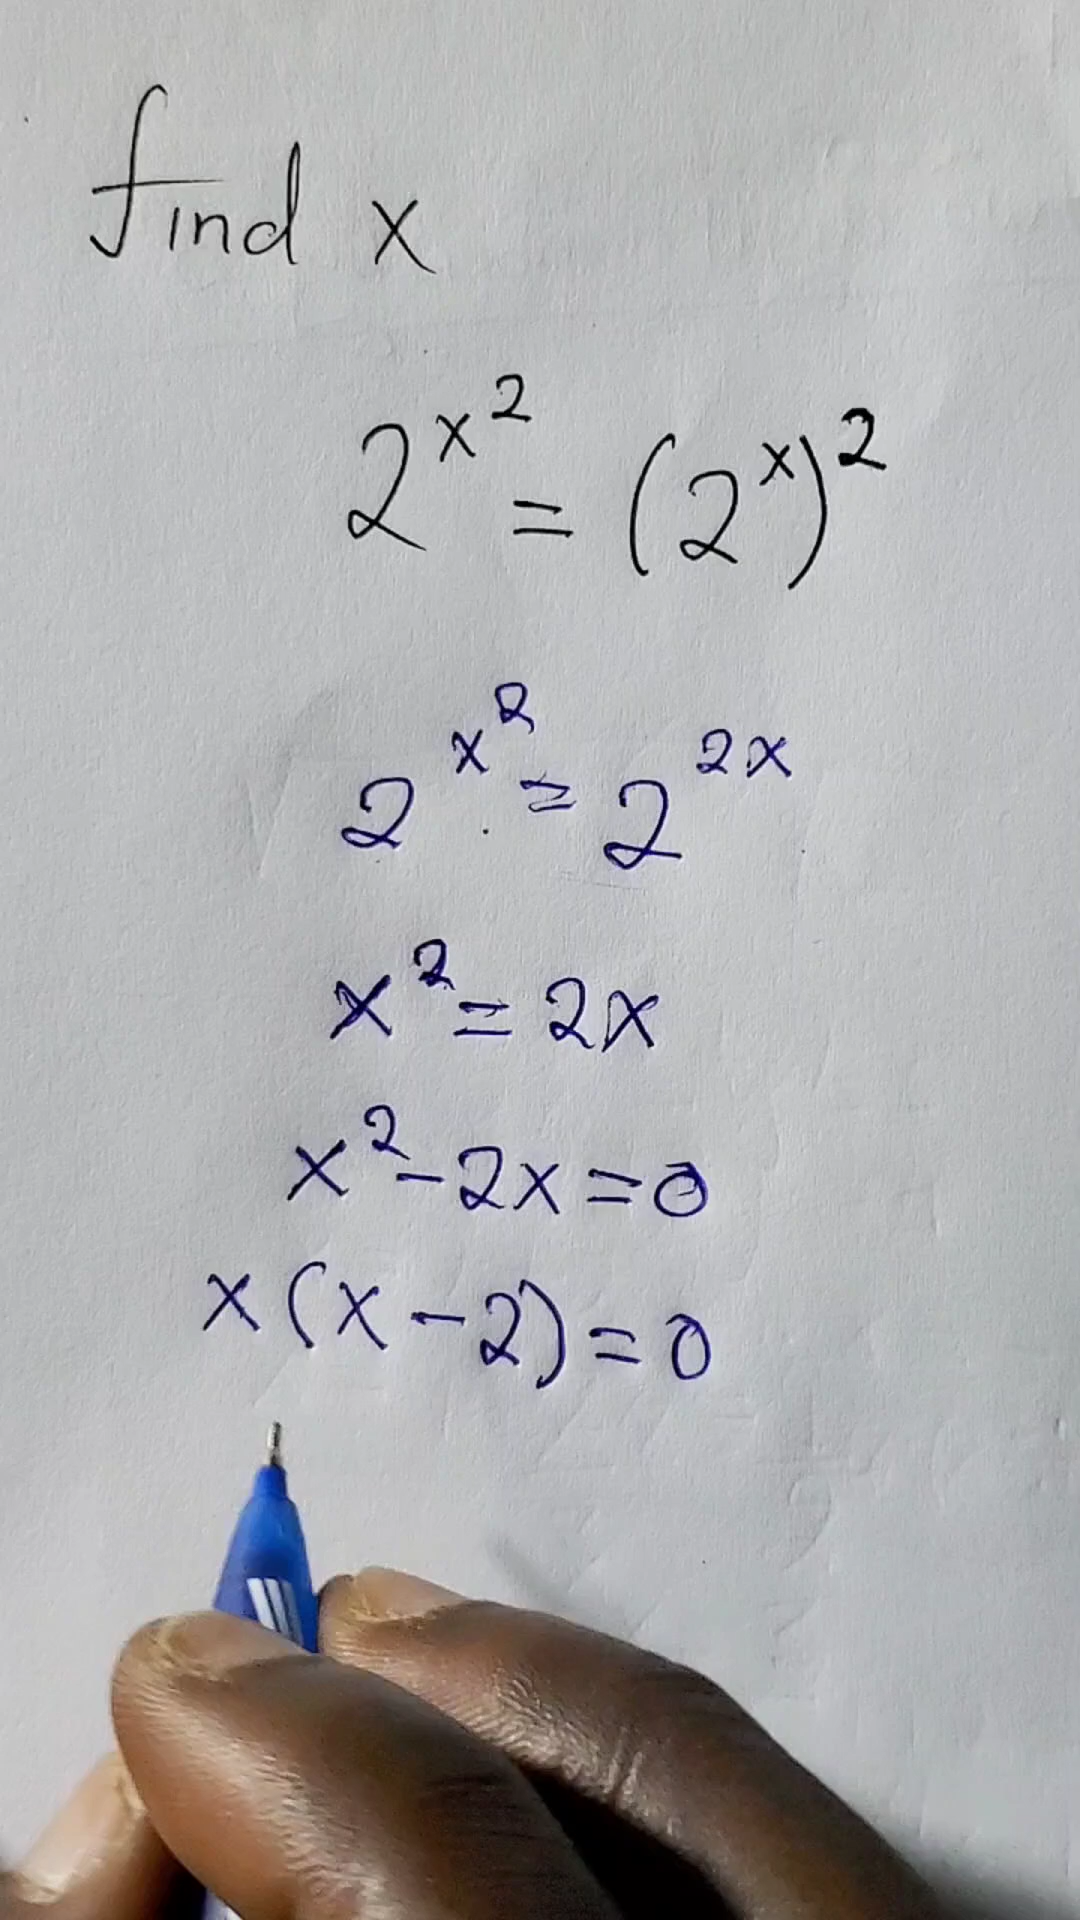 find x
2^{x^2} = (2^x)^2
2^{x^2} = 2^{2x}
x^2 = 2x
x^2 - 2x = 0
x(x - 2) = 0